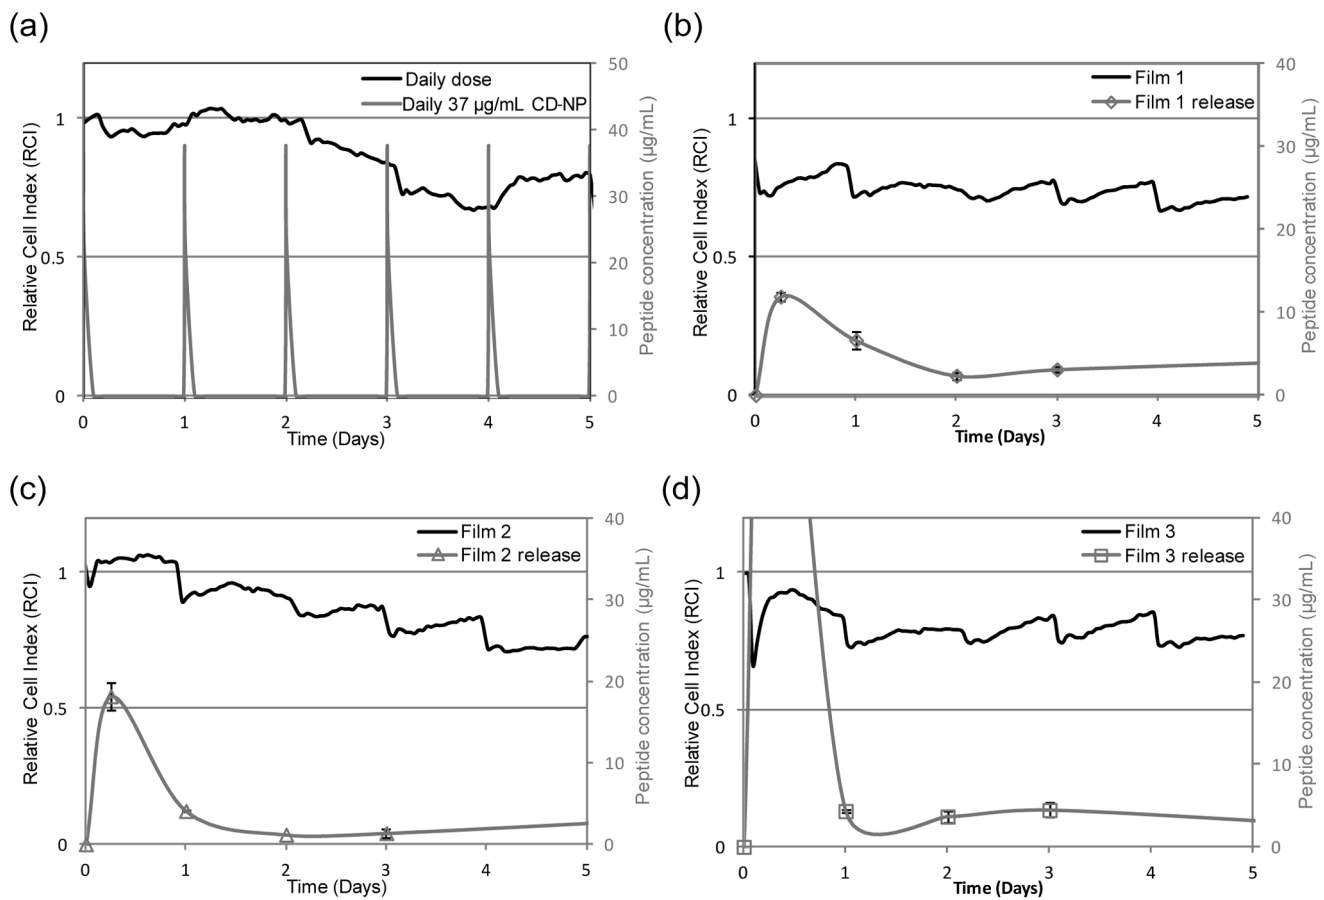 (a)
50
40
30
20
10
0
1
0.5
0
Daily dose
Daily 37 µg/mL CD-NP
Relative Cell Index (RCI)
Peptide concentration (µg/mL)
0 1 2 3 4 5
Time (Days)
(b)
40
30
20
10
0
1
0.5
0
Film 1
Film 1 release
Relative Cell Index (RCI)
Peptide concentration (µg/mL)
0 1 2 3 4 5
Time (Days)
(c)
40
30
20
10
0
1
0.5
0
Film 2
Film 2 release
Relative Cell Index (RCI)
Peptide concentration (µg/mL)
0 1 2 3 4 5
Time (Days)
(d)
40
30
20
10
0
1
0.5
0
Film 3
Film 3 release
Relative Cell Index (RCI)
Peptide concentration (µg/mL)
0 1 2 3 4 5
Time (Days)